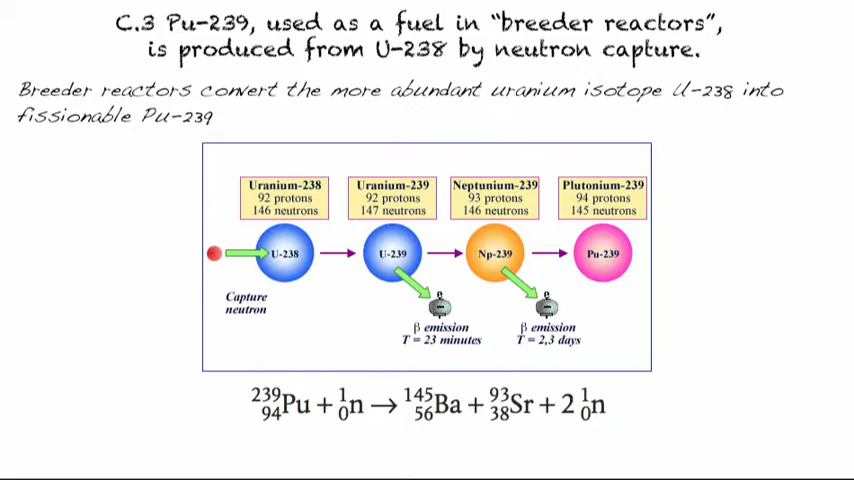 C.3 Pu-239, used as a fuel in "breeder reactors",
is produced from U-238 by neutron capture.
Breeder reactors convert the more abundant uranium isotope U-238 into
fissionable Pu-239
Uranium-238
92 protons
146 neutrons
Uranium-239
92 protons
147 neutrons
Neptunium-239
93 protons
146 neutrons
Plutonium-239
94 protons
145 neutrons
U-238
U-239
Np-239
Pu-239
Capture
neutron
e
β emission
T = 23 minutes
e
β emission
T = 2,3 days
²³⁹₉₄Pu + ¹₀n → ¹⁴⁵₅₆Ba + ⁹³₃₈Sr + 2 ¹₀n